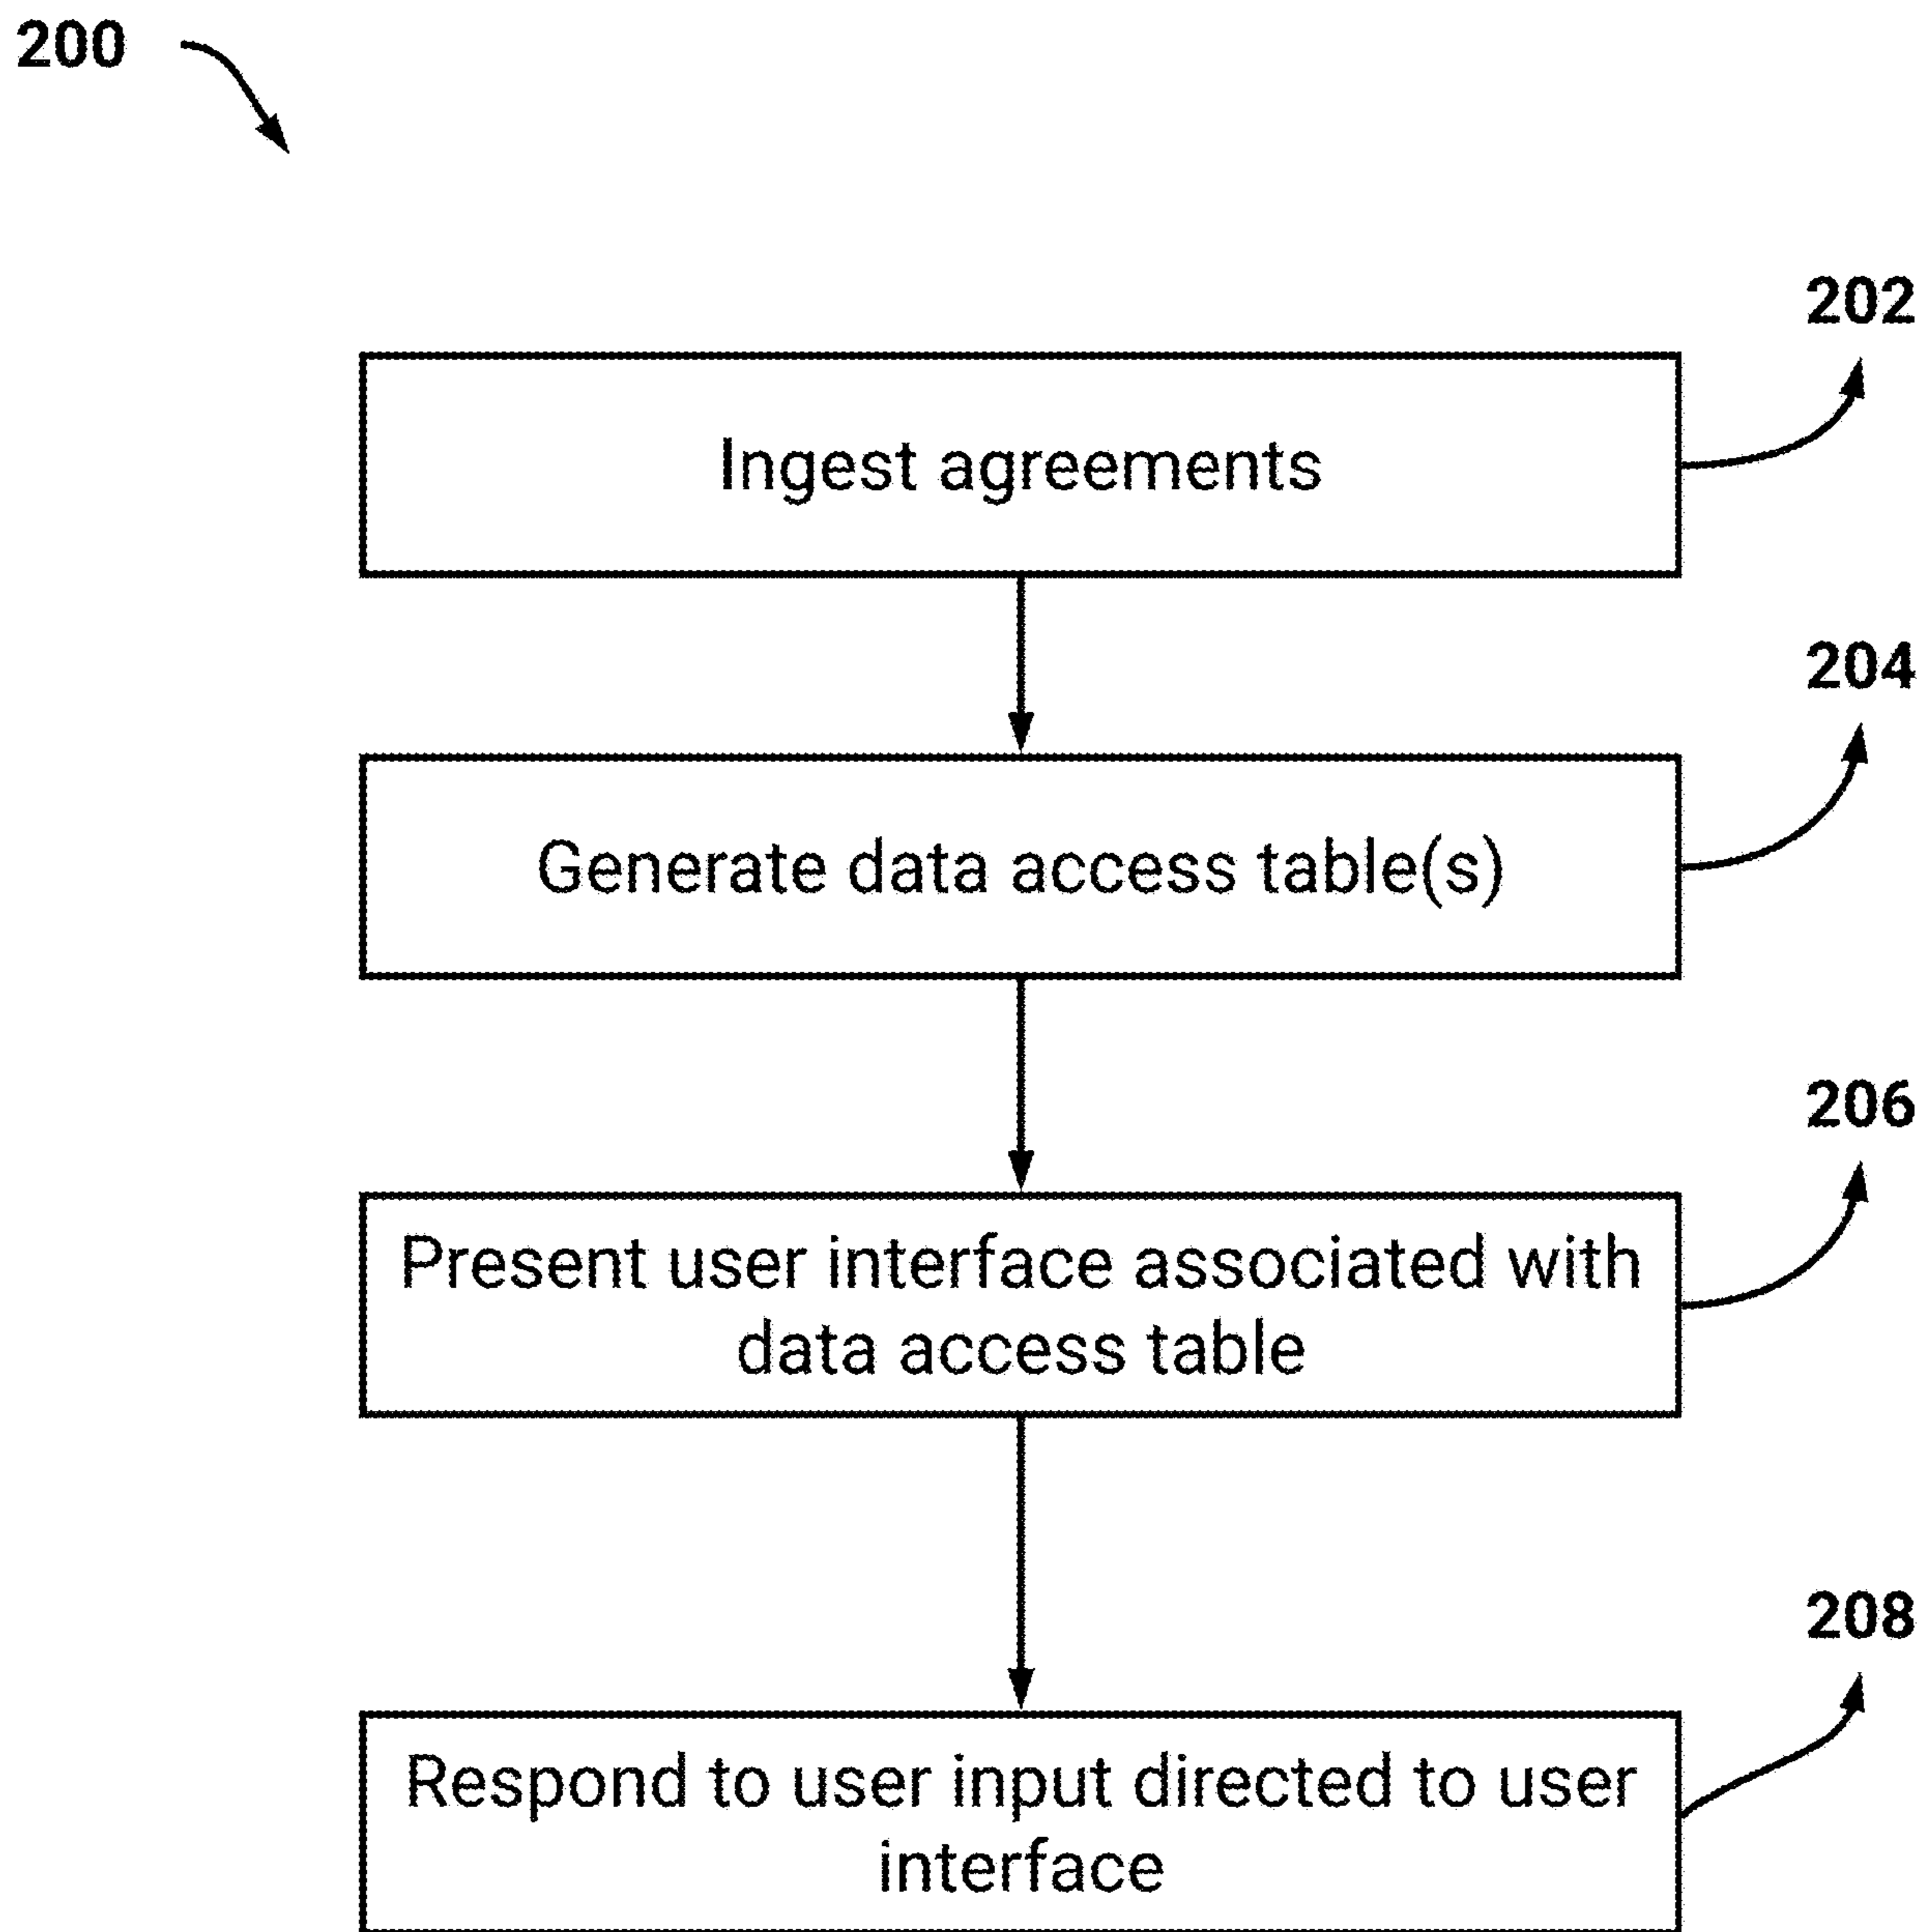 200
202
Ingest agreements
204
Generate data access table(s)
206
Present user interface associated with
data access table
208
Respond to user input directed to user
interface